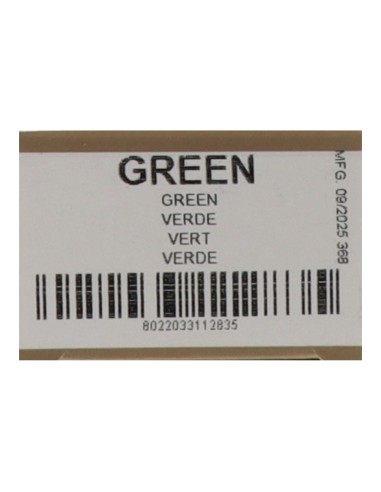 GREEN
GREEN
VERDE
VERT
VERDE
8022033112835
MFG. 09/2025 368